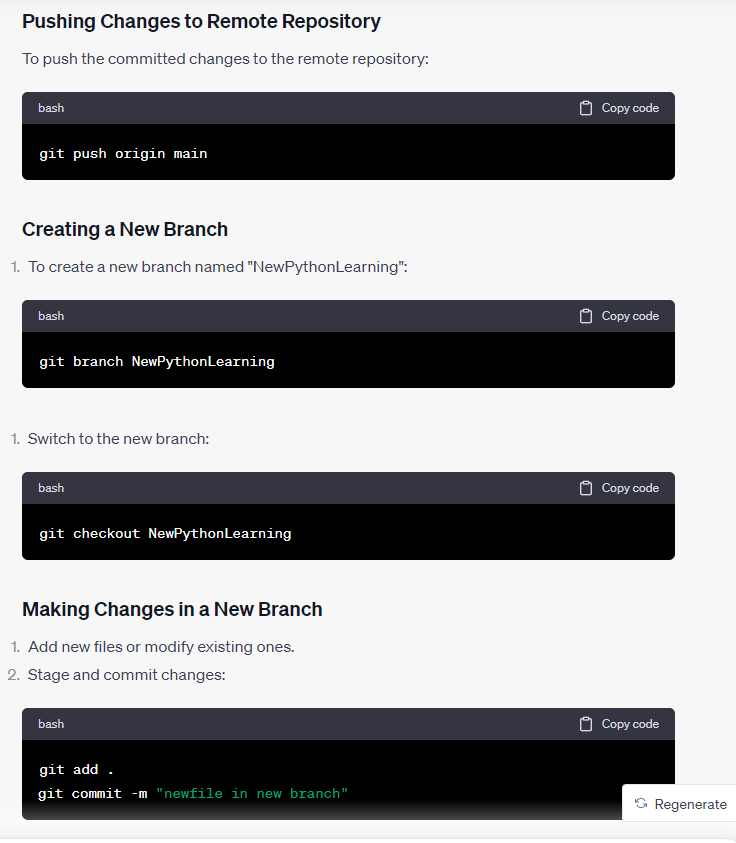 Pushing Changes to Remote Repository
To push the committed changes to the remote repository:
bash Copy code
git push origin main
Creating a New Branch
1. To create a new branch named "NewPythonLearning":
bash Copy code
git branch NewPythonLearning
1. Switch to the new branch:
bash Copy code
git checkout NewPythonLearning
Making Changes in a New Branch
1. Add new files or modify existing ones.
2. Stage and commit changes:
bash Copy code
git add .
git commit -m "newfile in new branch"
Regenerate